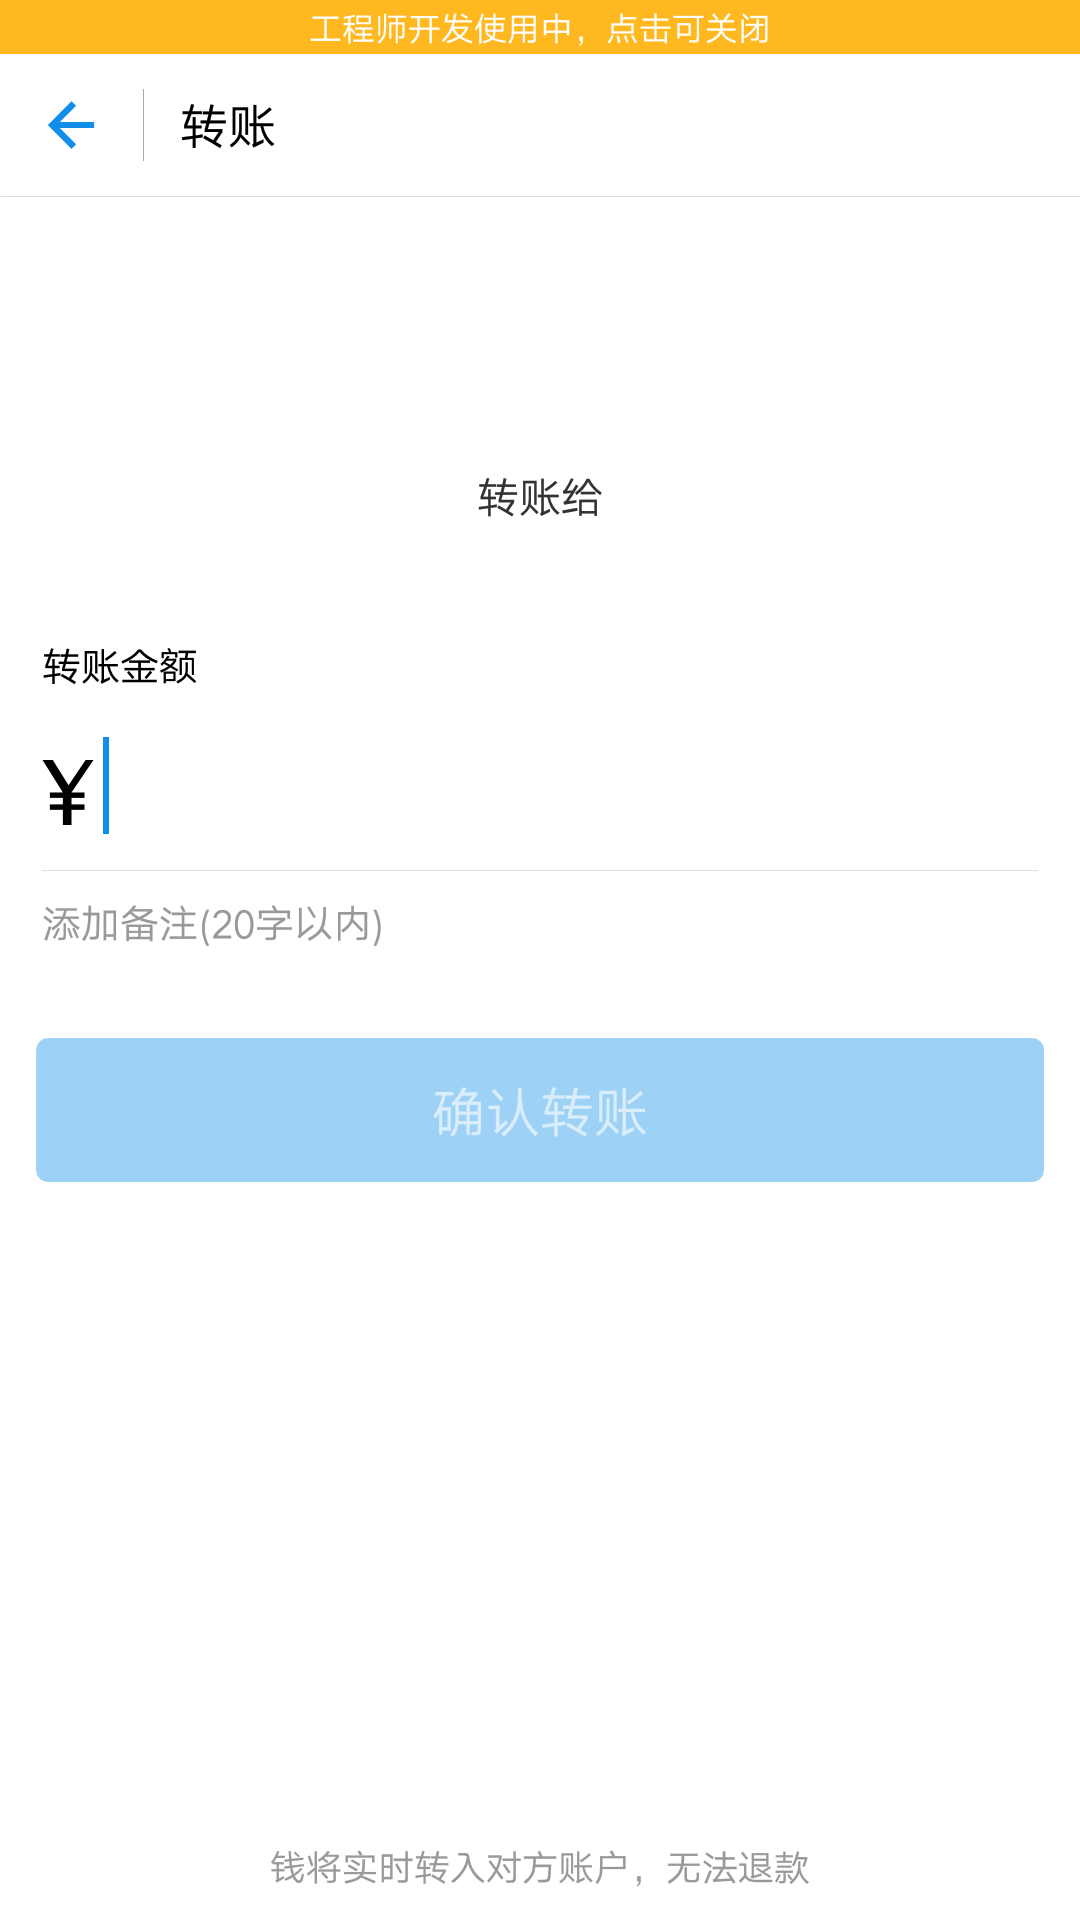 工程师开发使用中，点击可关闭
转账
转账给
转账金额
¥
添加备注(20字以内)
确认转账
钱将实时转入对方账户，无法退款